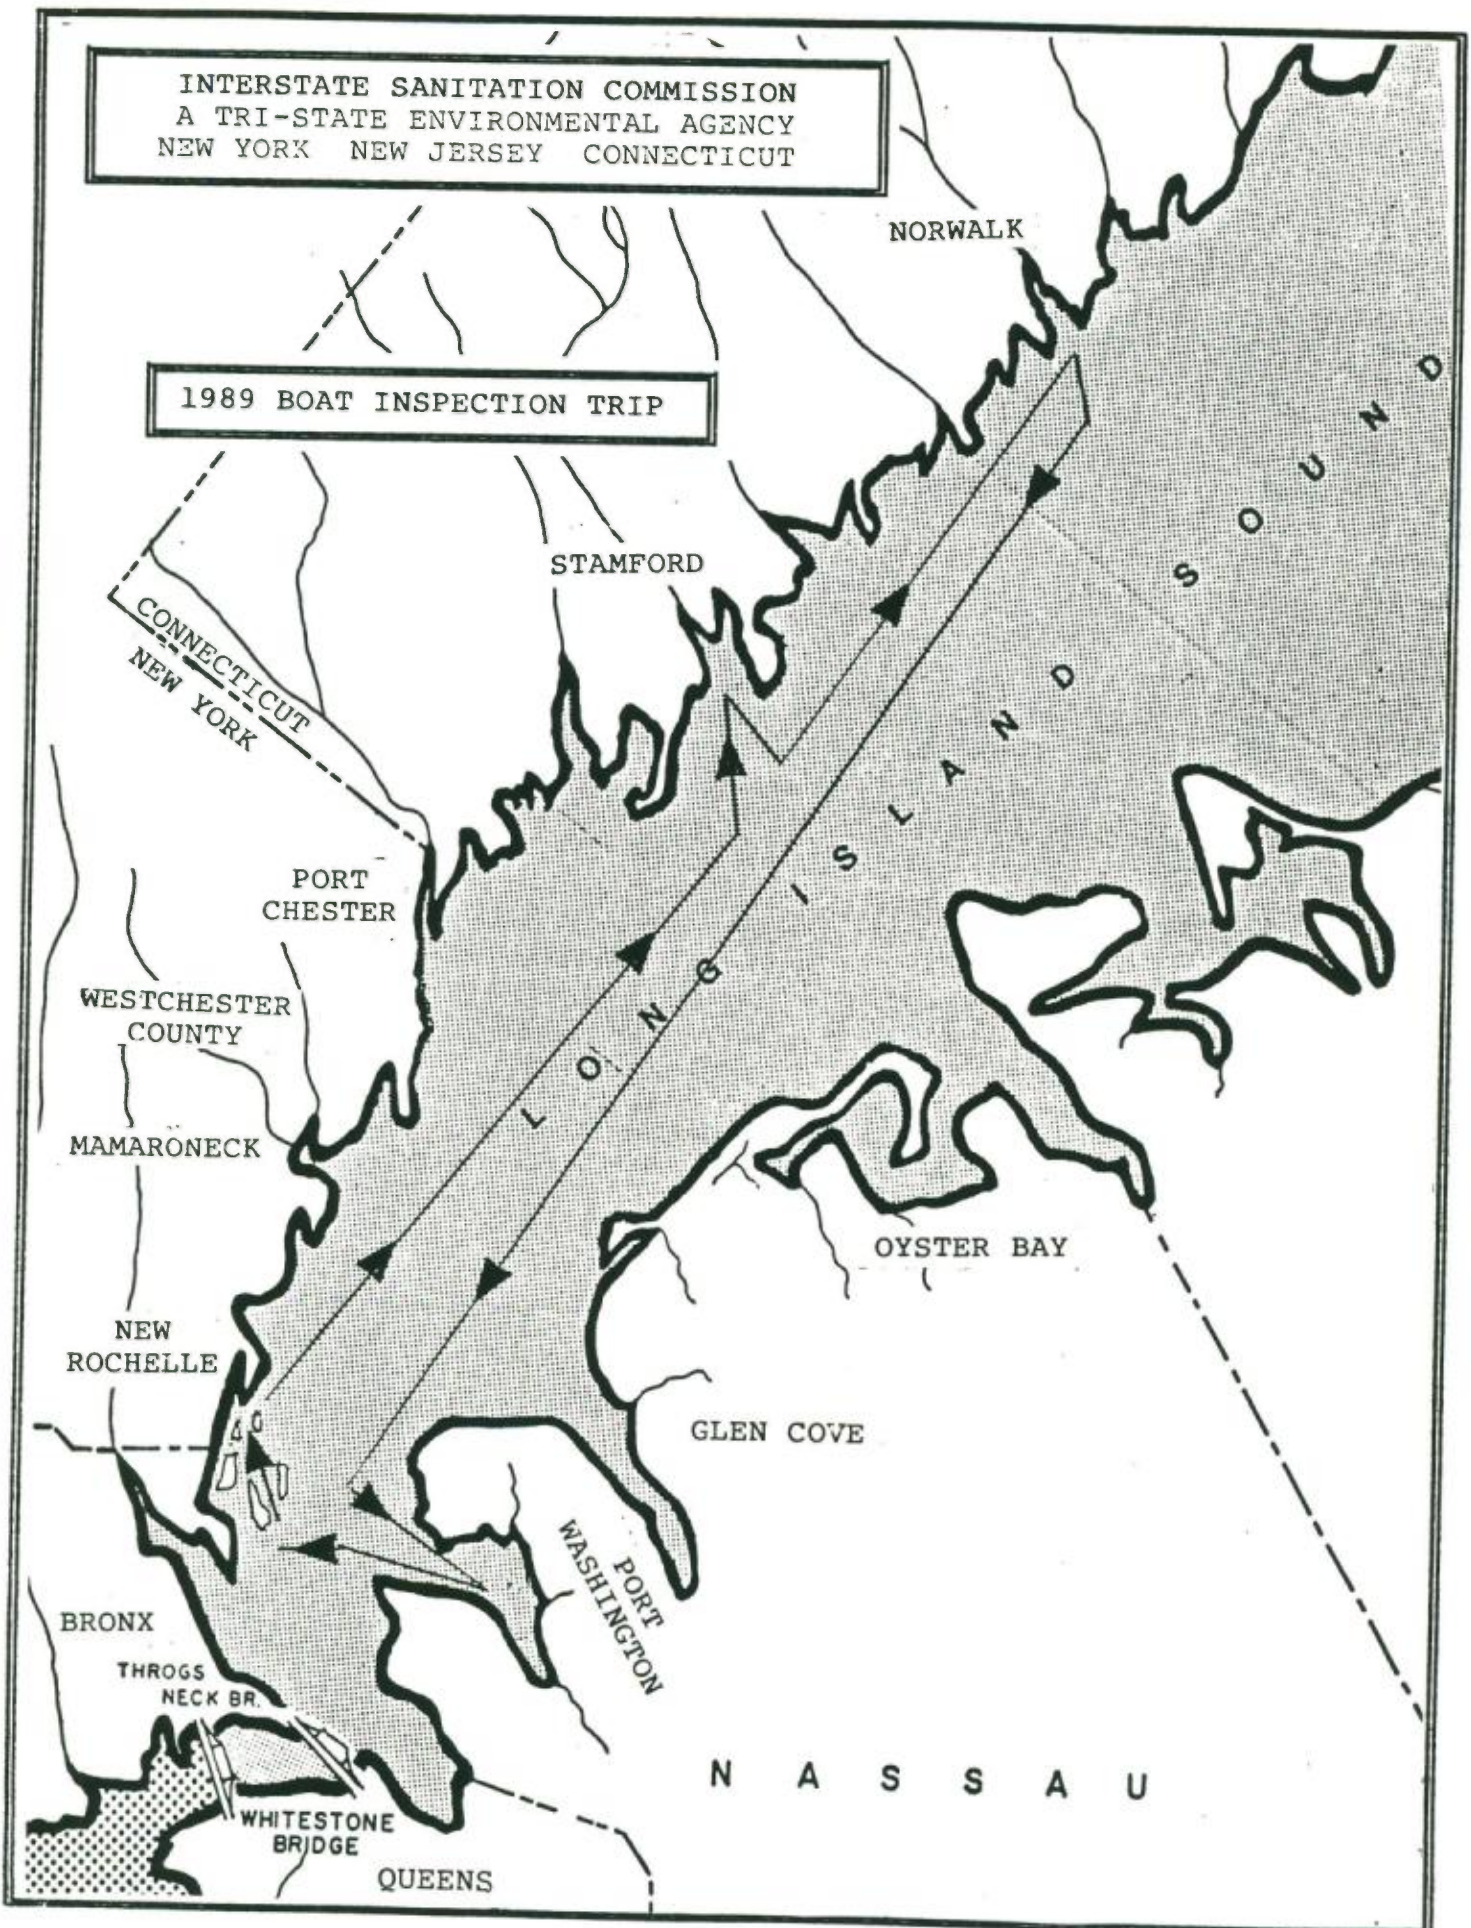 INTERSTATE SANITATION COMMISSION
A TRI-STATE ENVIRONMENTAL AGENCY
NEW YORK NEW JERSEY CONNECTICUT
NORWALK
1989 BOAT INSPECTION TRIP
STAMFORD
CONNECTICUT
NEW YORK
LONG ISLAND SOUND
PORT
CHESTER
WESTCHESTER
COUNTY
MAMARONECK
OYSTER BAY
NEW
ROCHELLE
GLEN COVE
PORT
WASHINGTON
BRONX
THROGS
NECK BR.
NASSAU
WHITESTONE
BRIDGE
QUEENS